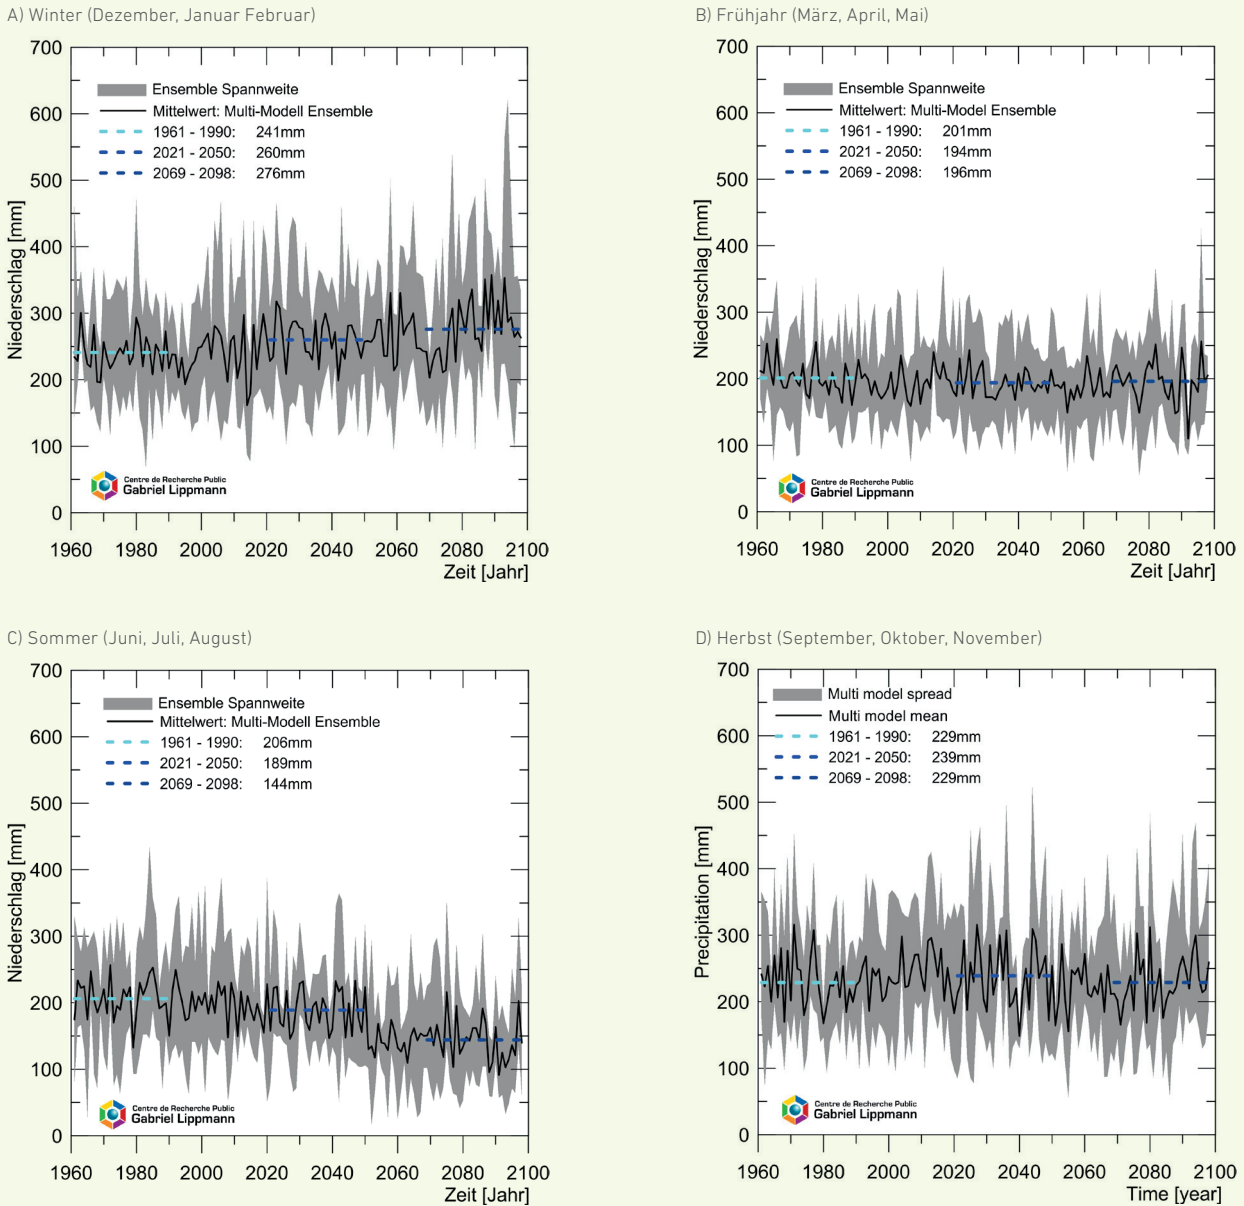 A) Winter (Dezember, Januar Februar)
700
600
500
400
300
200
100
0
Niederschlag [mm]
Ensemble Spannweite
Mittelwert: Multi-Modell Ensemble
1961 - 1990: 241mm
2021 - 2050: 260mm
2069 - 2098: 276mm
Centre de Recherche Public
Gabriel Lippmann
1960 1980 2000 2020 2040 2060 2080 2100
Zeit [Jahr]
B) Frühjahr (März, April, Mai)
700
600
500
400
300
200
100
0
Niederschlag [mm]
Ensemble Spannweite
Mittelwert: Multi-Model Ensemble
1961 - 1990: 201mm
2021 - 2050: 194mm
2069 - 2098: 196mm
Centre de Recherche Public
Gabriel Lippmann
1960 1980 2000 2020 2040 2060 2080 2100
Zeit [Jahr]
C) Sommer (Juni, Juli, August)
700
600
500
400
300
200
100
0
Niederschlag [mm]
Ensemble Spannweite
Mittelwert: Multi-Modell Ensemble
1961 - 1990: 206mm
2021 - 2050: 189mm
2069 - 2098: 144mm
Centre de Recherche Public
Gabriel Lippmann
1960 1980 2000 2020 2040 2060 2080 2100
Zeit [Jahr]
D) Herbst (September, Oktober, November)
700
600
500
400
300
200
100
0
Precipitation [mm]
Multi model spread
Multi model mean
1961 - 1990: 229mm
2021 - 2050: 239mm
2069 - 2098: 229mm
Centre de Recherche Public
Gabriel Lippmann
1960 1980 2000 2020 2040 2060 2080 2100
Time [year]